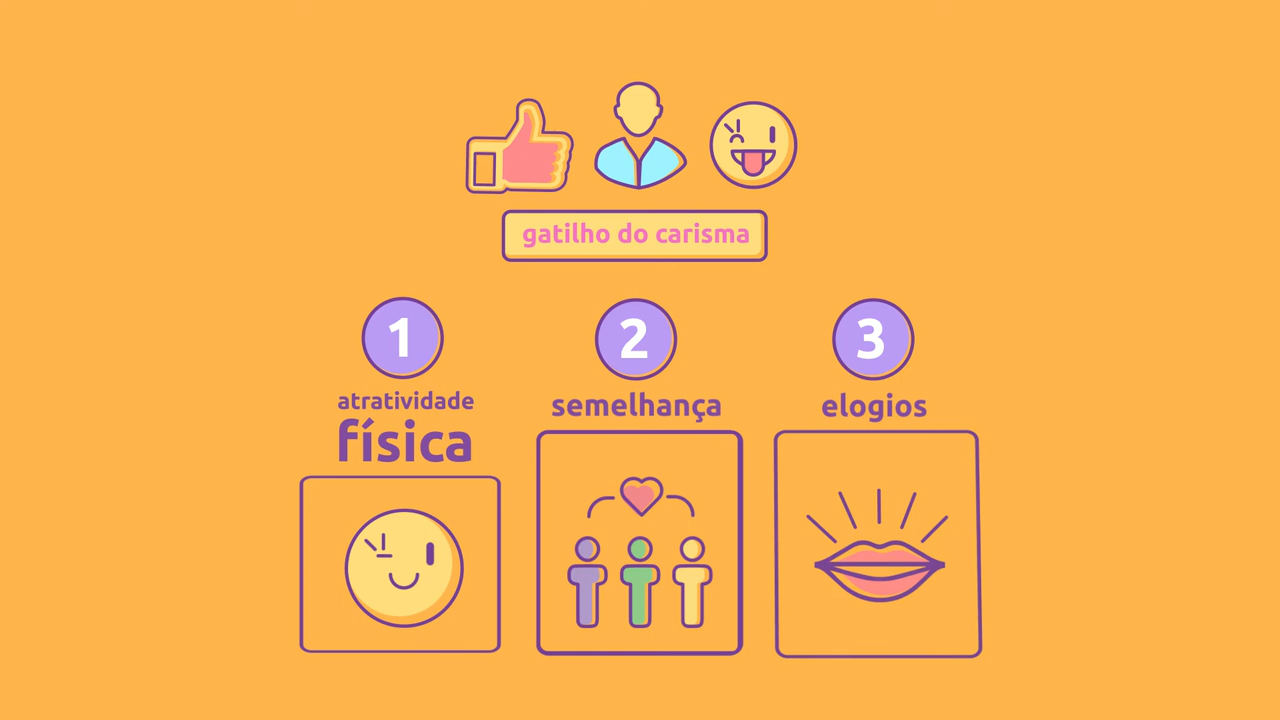 gatilho do carisma
1
atratividade
física
2
semelhança
3
elogios